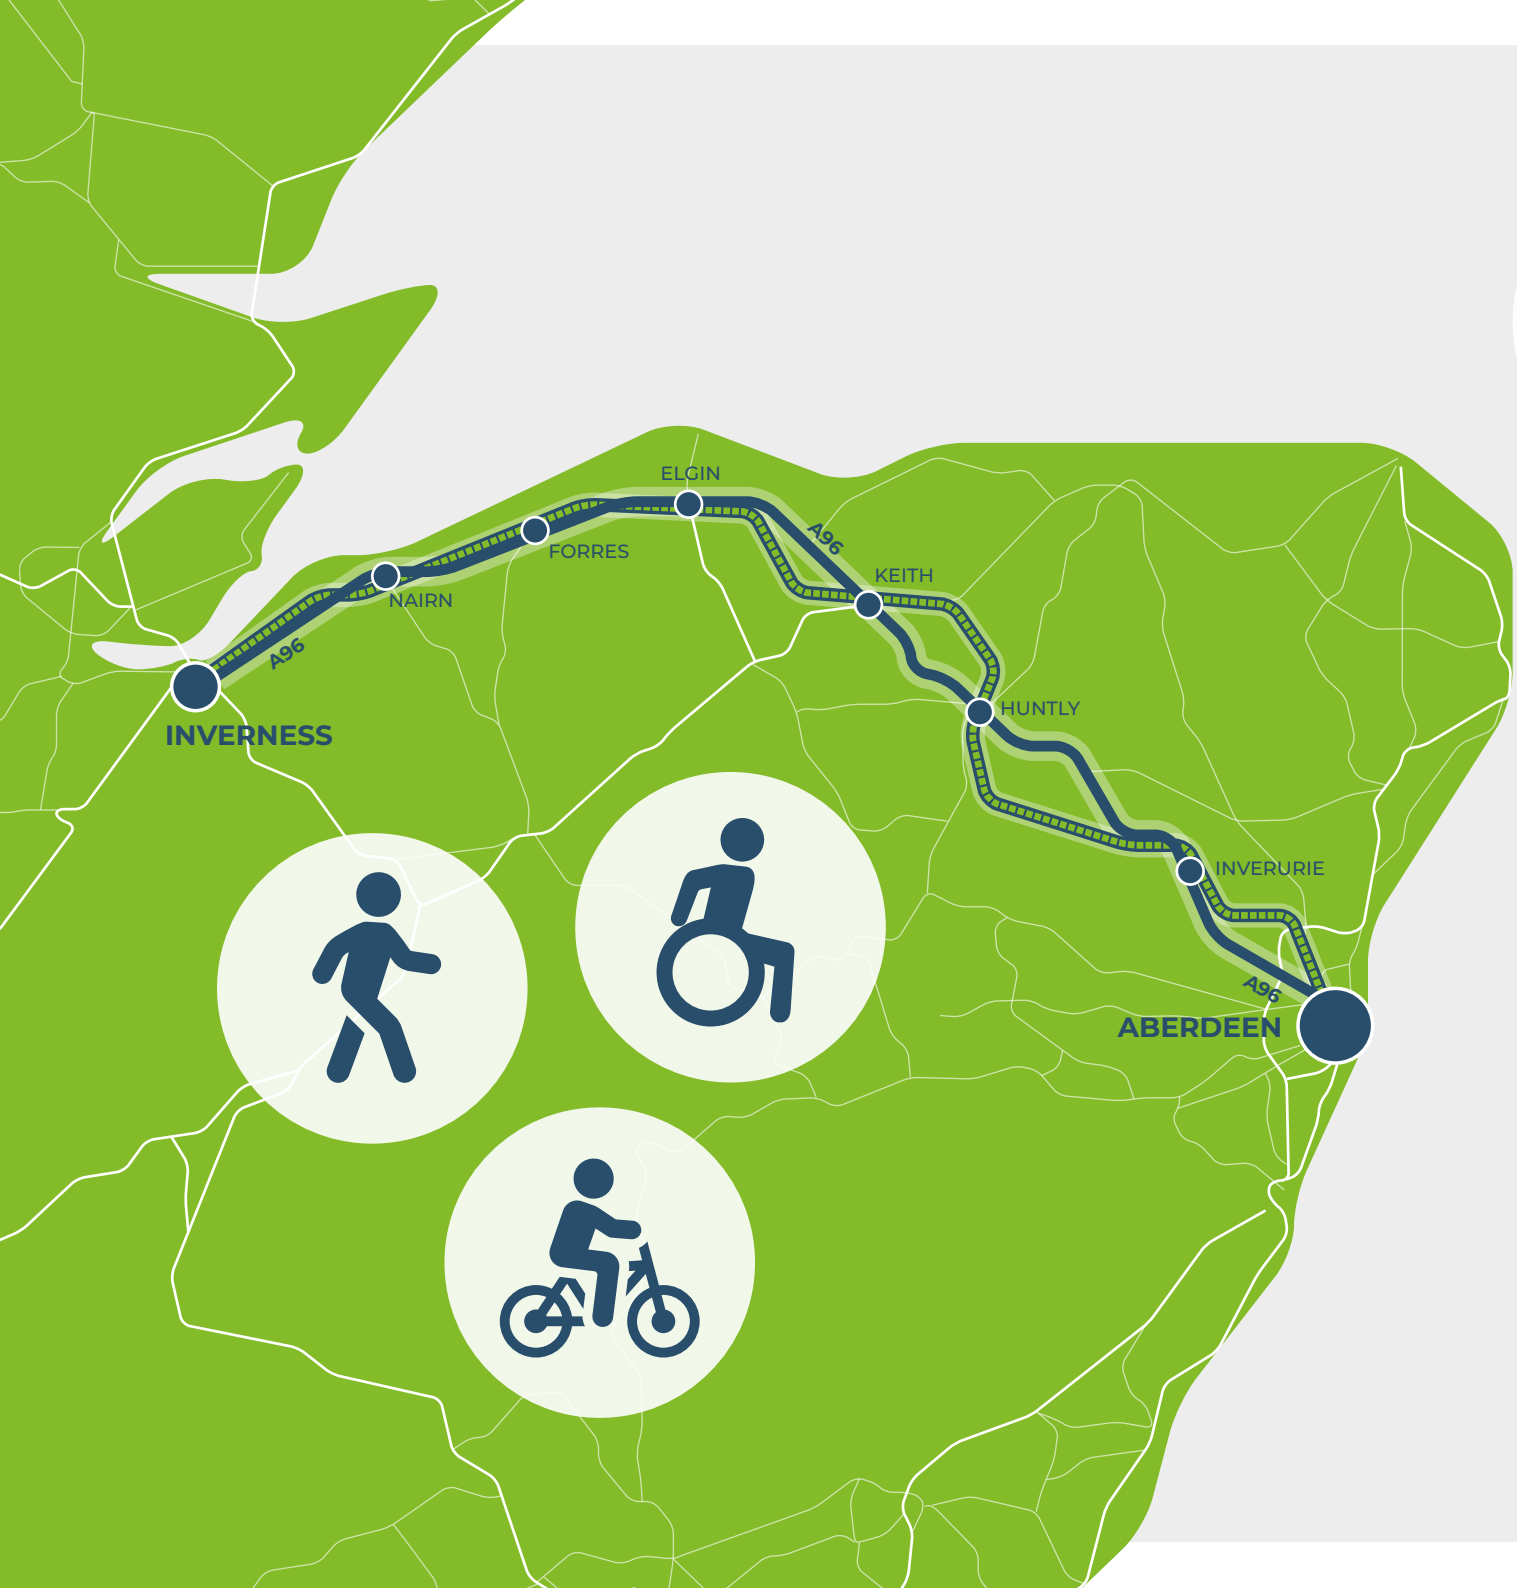 ELGIN
A96
FORRES
KEITH
NAIRN
A96
HUNTLY
INVERNESS
INVERURIE
A96
ABERDEEN